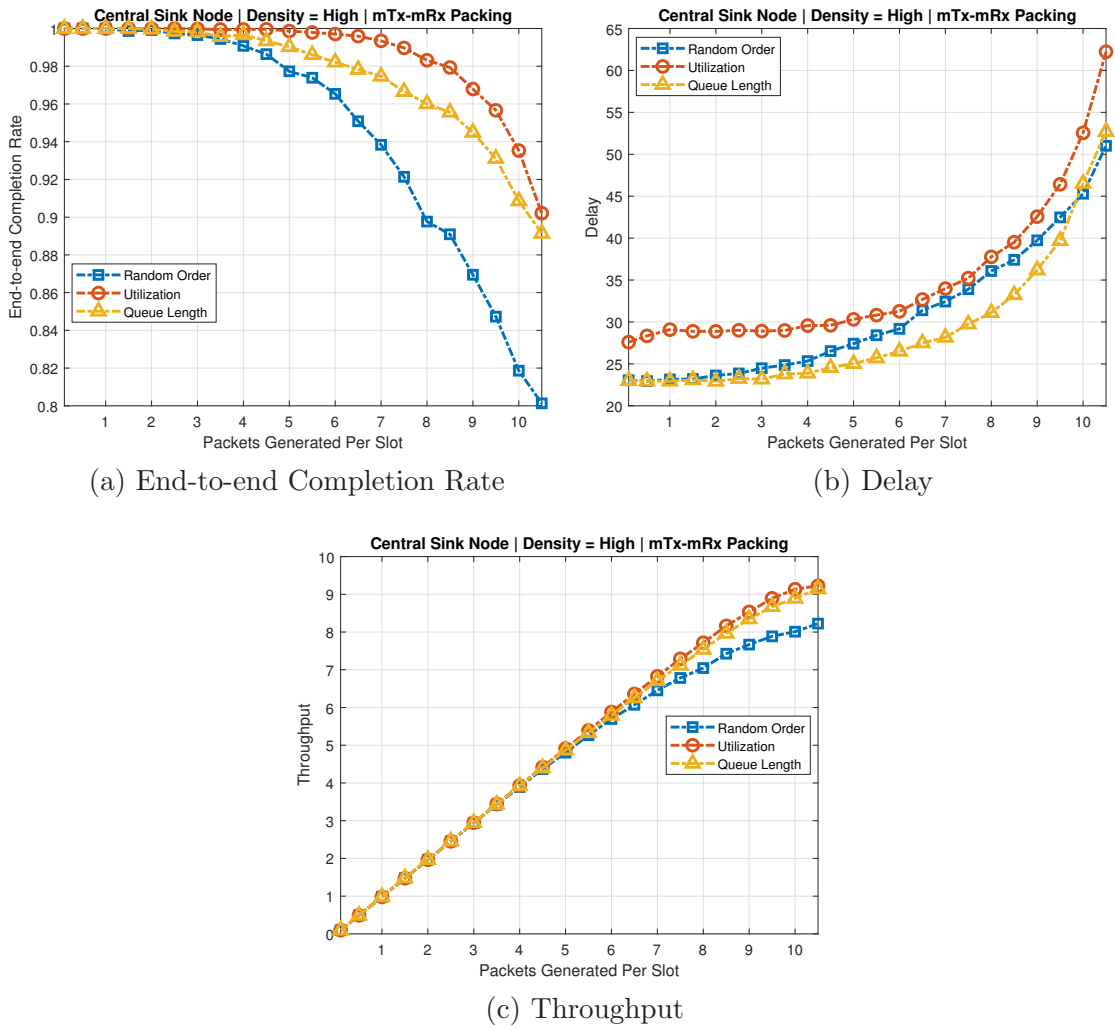 Central Sink Node | Density = High | mTx-mRx Packing
1
0.98
0.96
0.94
0.92
0.9
0.88
0.86
0.84
0.82
0.8
End-to-end Completion Rate
Random Order
Utilization
Queue Length
1 2 3 4 5 6 7 8 9 10
Packets Generated Per Slot
(a) End-to-end Completion Rate
Central Sink Node | Density = High | mTx-mRx Packing
65
60
55
50
45
40
35
30
25
20
Delay
Random Order
Utilization
Queue Length
1 2 3 4 5 6 7 8 9 10
Packets Generated Per Slot
(b) Delay
Central Sink Node | Density = High | mTx-mRx Packing
10
9
8
7
6
5
4
3
2
1
0
Throughput
Random Order
Utilization
Queue Length
1 2 3 4 5 6 7 8 9 10
Packets Generated Per Slot
(c) Throughput